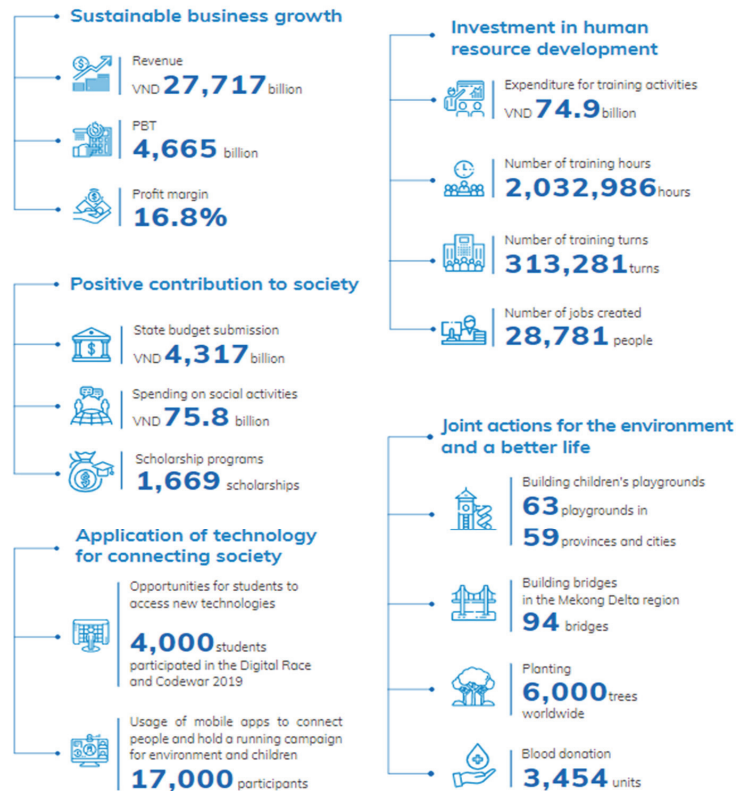 Sustainable business growth
Revenue
VND 27,717 billion
PBT
4,665 billion
Profit margin
16.8%
Positive contribution to society
State budget submission
VND 4,317 billion
Spending on social activities
VND 75.8 billion
Scholarship programs
1,669 scholarships
Application of technology
for connecting society
Opportunities for students to
access new technologies
4,000 students
participated in the Digital Race
and Codewar 2019
Usage of mobile apps to connect
people and hold a running campaign
for environment and children
17,000 participants
Investment in human
resource development
Expenditure for training activities
VND 74.9 billion
Number of training hours
2,032,986 hours
Number of training turns
313,281 turns
Number of jobs created
28,781 people
Joint actions for the environment
and a better life
Building children's playgrounds
63 playgrounds in
59 provinces and cities
Building bridges
in the Mekong Delta region
94 bridges
Planting
6,000 trees
worldwide
Blood donation
3,454 units